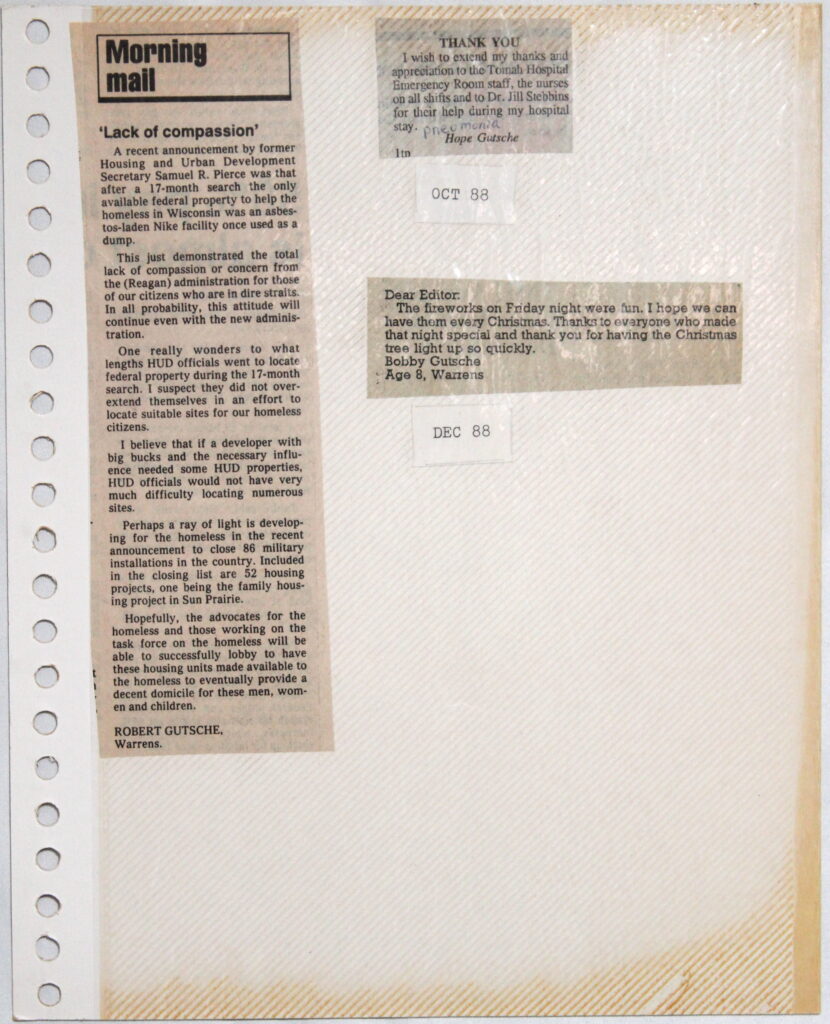 Morning
mail
'Lack of compassion'
A recent announcement by former
Housing and Urban Development
Secretary Samuel R. Pierce was that
after a 17-month search the only
available federal property to help the
homeless in Wisconsin was an asbes-
tos-laden Nike facility once used as a
dump.
This just demonstrated the total
lack of compassion or concern from
the (Reagan) administration for those
of our citizens who are in dire straits.
In all probability, this attitude will
continue even with the new adminis-
tration.
One really wonders to what
lengths HUD officials went to locate
federal property during the 17-month
search. I suspect they did not over-
extend themselves in an effort to
locate suitable sites for our homeless
citizens.
I believe that if a developer with
big bucks and the necessary influ-
ence needed some HUD properties,
HUD officials would not have very
much difficulty locating numerous
sites.
Perhaps a ray of light is develop-
ing for the homeless in the recent
announcement to close 86 military
installations in the country. Included
in the closing list are 52 housing
projects, one being the family hous-
ing project in Sun Prairie.
Hopefully, the advocates for the
homeless and those working on the
task force on the homeless will be
able to successfully lobby to have
these housing units made available to
the homeless to eventually provide a
decent domicile for these men, wom-
en and children.
ROBERT GUTSCHE,
Warrens.
THANK YOU
I wish to extend my thanks and
appreciation to the Tomah Hospital
Emergency Room staff, the nurses
on all shifts and to Dr. Jill Stebbins
for their help during my hospital
stay. pneumonia
Hope Gutsche
1tp
OCT 88
Dear Editor:
The fireworks on Friday night were fun. I hope we can
have them every Christmas. Thanks to everyone who made
that night special and thank you for having the Christmas
tree light up so quickly.
Bobby Gutsche
Age 8, Warrens
DEC 88